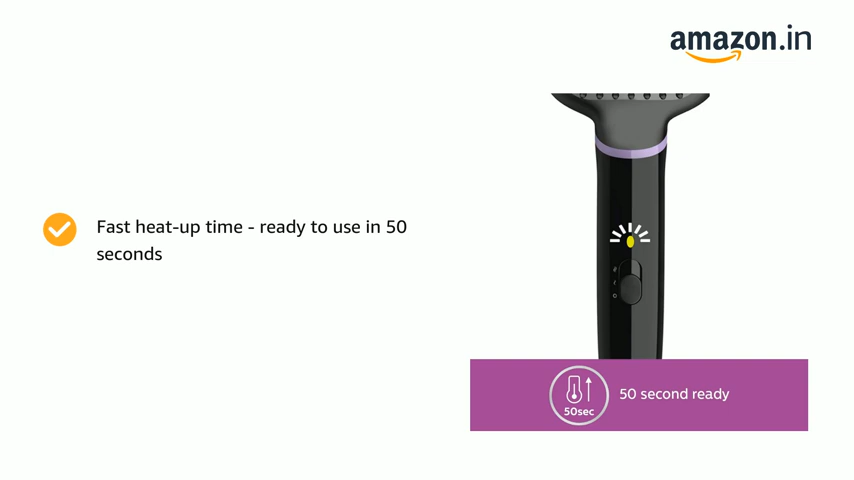 amazon.in
Fast heat-up time - ready to use in 50
seconds
50sec
50 second ready